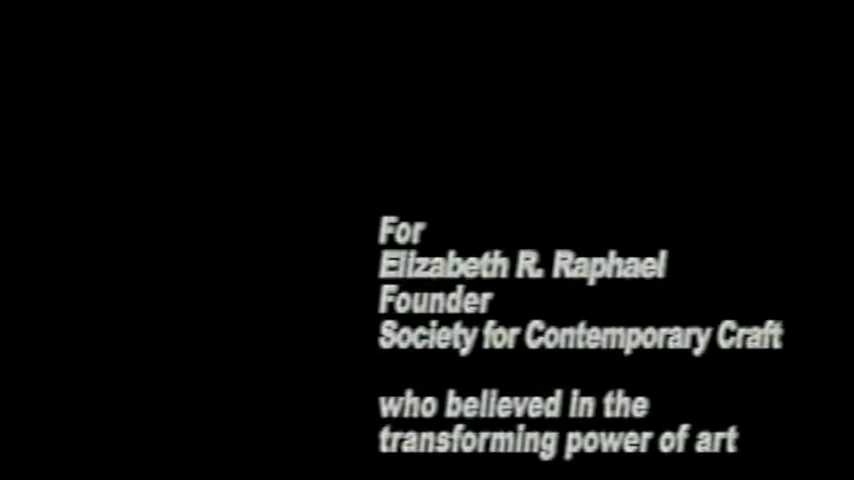 For
Elizabeth R. Raphael
Founder
Society for Contemporary Craft
who believed in the
transforming power of art